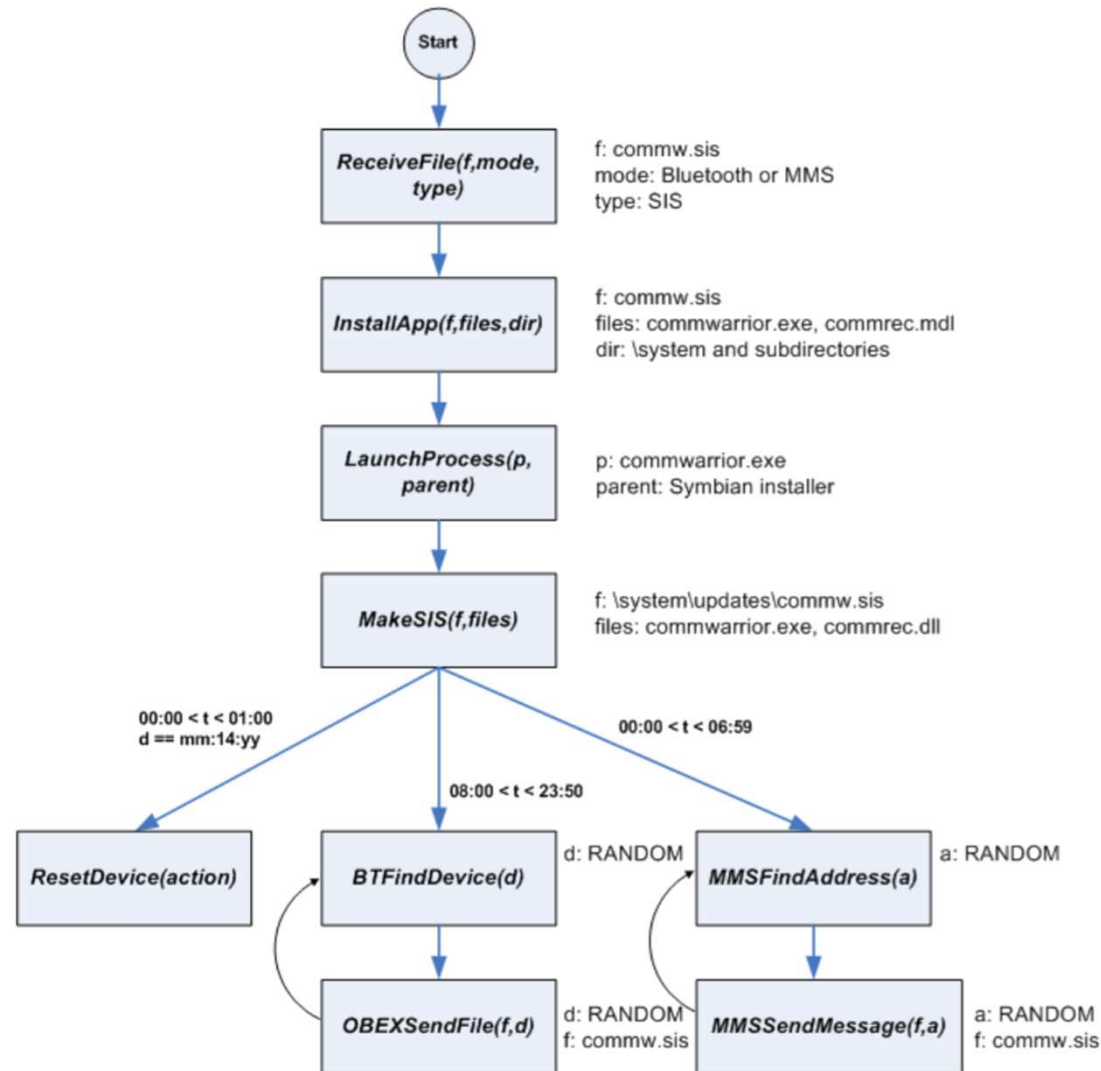 Start
ReceiveFile(f,mode,
type)
f: commw.sis
mode: Bluetooth or MMS
type: SIS
InstallApp(f,files,dir)
f: commw.sis
files: commwarrior.exe, commrec.mdl
dir: \system and subdirectories
LaunchProcess(p,
parent)
p: commwarrior.exe
parent: Symbian installer
MakeSIS(f,files)
f: \system\updates\commw.sis
files: commwarrior.exe, commrec.dll
00:00 < t < 01:00
d == mm:14:yy
08:00 < t < 23:50
00:00 < t < 06:59
ResetDevice(action)
BTFindDevice(d)
d: RANDOM
MMSFindAddress(a)
a: RANDOM
OBEXSendFile(f,d)
d: RANDOM
f: commw.sis
MMSSendMessage(f,a)
a: RANDOM
f: commw.sis